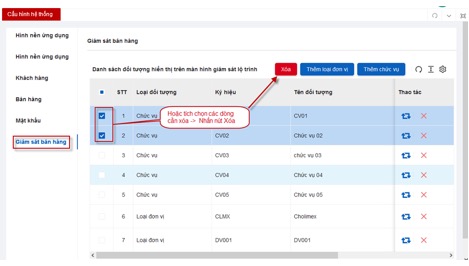 Cấu hình hệ thống
Hình nền ứng dụng
Hình nền ứng dụng
Khách hàng
Bán hàng
Mật khẩu
Giám sát bán hàng
Giám sát bán hàng
Danh sách đối tượng hiển thị trên màn hình giám sát lộ trình
Xóa
Thêm loại đơn vị
Thêm chức vụ
STT Loại đối tượng Ký hiệu Tên đối tượng Thao tác
1 Chức vụ CV01
2 Chức vụ CV02 Chức vụ 02
Hoặc tích chọn các dòng
cần xóa -> Nhấn nút Xóa
3 Chức vụ CV03 chức vụ 03
4 Chức vụ CV04 Chức vụ 04
5 Chức vụ CV05 Chức vụ 05
6 Loại đơn vị CLMX Cholimex
7 Loại đơn vị DV001 DV001